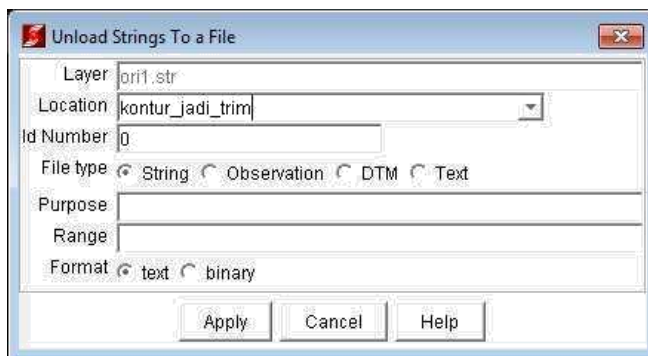 Unload Strings To a File
Layer ori1.str
Location kontur_jadi_trim
Id Number 0
File type String Observation DTM Text
Purpose
Range
Format text binary
Apply Cancel Help